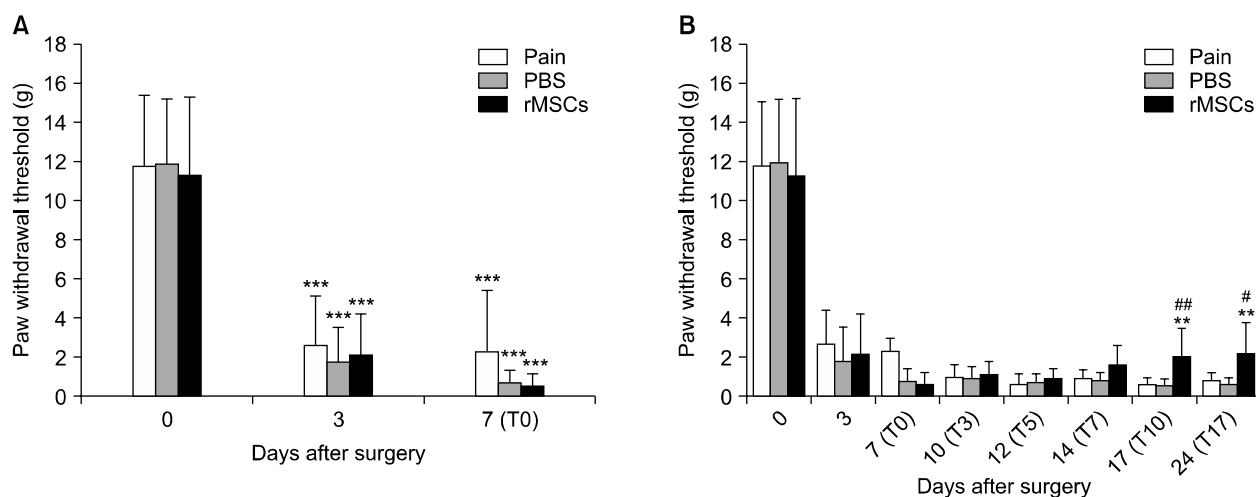 A
Paw withdrawal threshold (g)
18
16
14
12
10
8
6
4
2
0
Pain
PBS
rMSCs
***
***
***
***
***
***
0
3
7 (T0)
Days after surgery
B
Paw withdrawal threshold (g)
18
16
14
12
10
8
6
4
2
0
Pain
PBS
rMSCs
##
**
#
**
0
3
7 (T0)
10 (T3)
12 (T5)
14 (T7)
17 (T10)
24 (T17)
Days after surgery